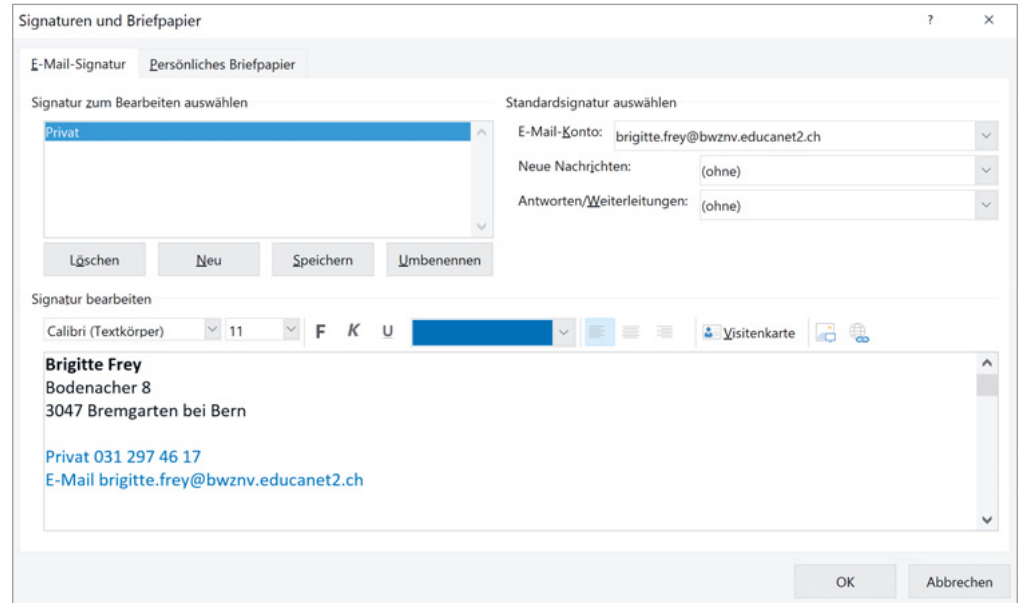 Signaturen und Briefpapier ? ×
E-Mail-Signatur Persönliches Briefpapier
Signatur zum Bearbeiten auswählen
Privat
Löschen Neu Speichern Umbenennen
Standardsignatur auswählen
E-Mail-Konto: brigitte.frey@bwznv.educanet2.ch
Neue Nachrichten: (ohne)
Antworten/Weiterleitungen: (ohne)
Signatur bearbeiten
Calibri (Textkörper) 11 F K U Visitenkarte
Brigitte Frey
Bodenacher 8
3047 Bremgarten bei Bern
Privat 031 297 46 17
E-Mail brigitte.frey@bwznv.educanet2.ch
OK Abbrechen